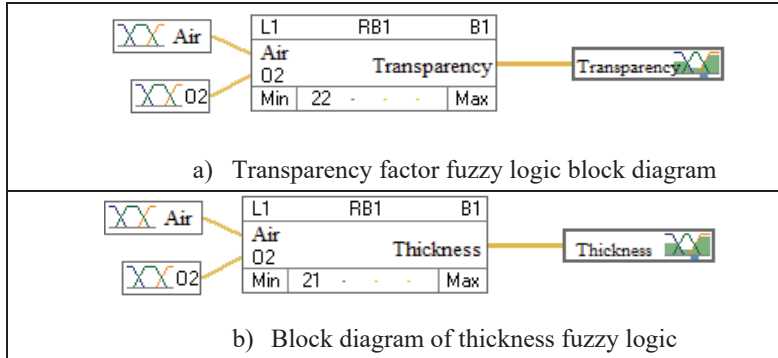 L1 RB1 B1
Air
Air
O2
Transparency
Transparency
O2
Min 22 Max
a) Transparency factor fuzzy logic block diagram
L1 RB1 B1
Air
Air
O2
Thickness
Thickness
O2
Min 21 Max
b) Block diagram of thickness fuzzy logic